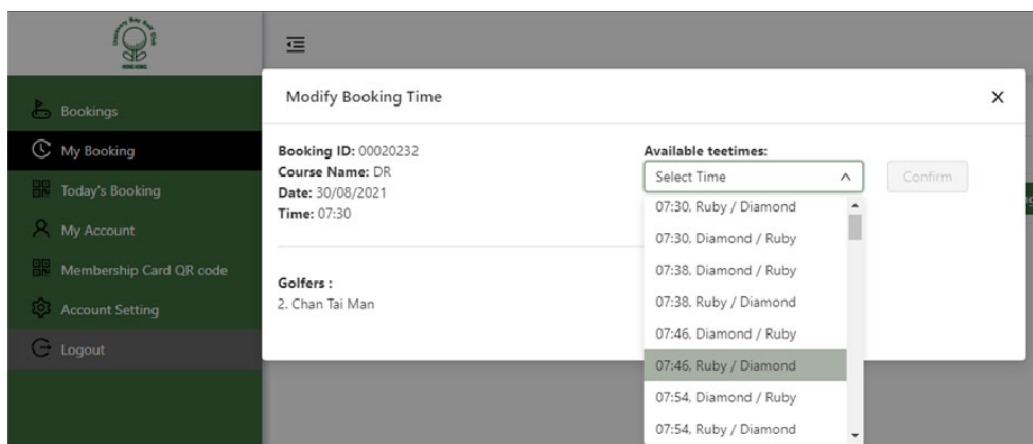 HONG KONG
Bookings
My Booking
Today's Booking
My Account
Membership Card QR code
Account Setting
Logout
Modify Booking Time
Booking ID: 00020232
Course Name: DR
Date: 30/08/2021
Time: 07:30
Golfers :
2. Chan Tai Man
Available teetimes:
Select Time
Confirm
07:30, Ruby / Diamond
07:30, Diamond / Ruby
07:38, Diamond / Ruby
07:38, Ruby / Diamond
07:46, Diamond / Ruby
07:46, Ruby / Diamond
07:54, Diamond / Ruby
07:54, Ruby / Diamond